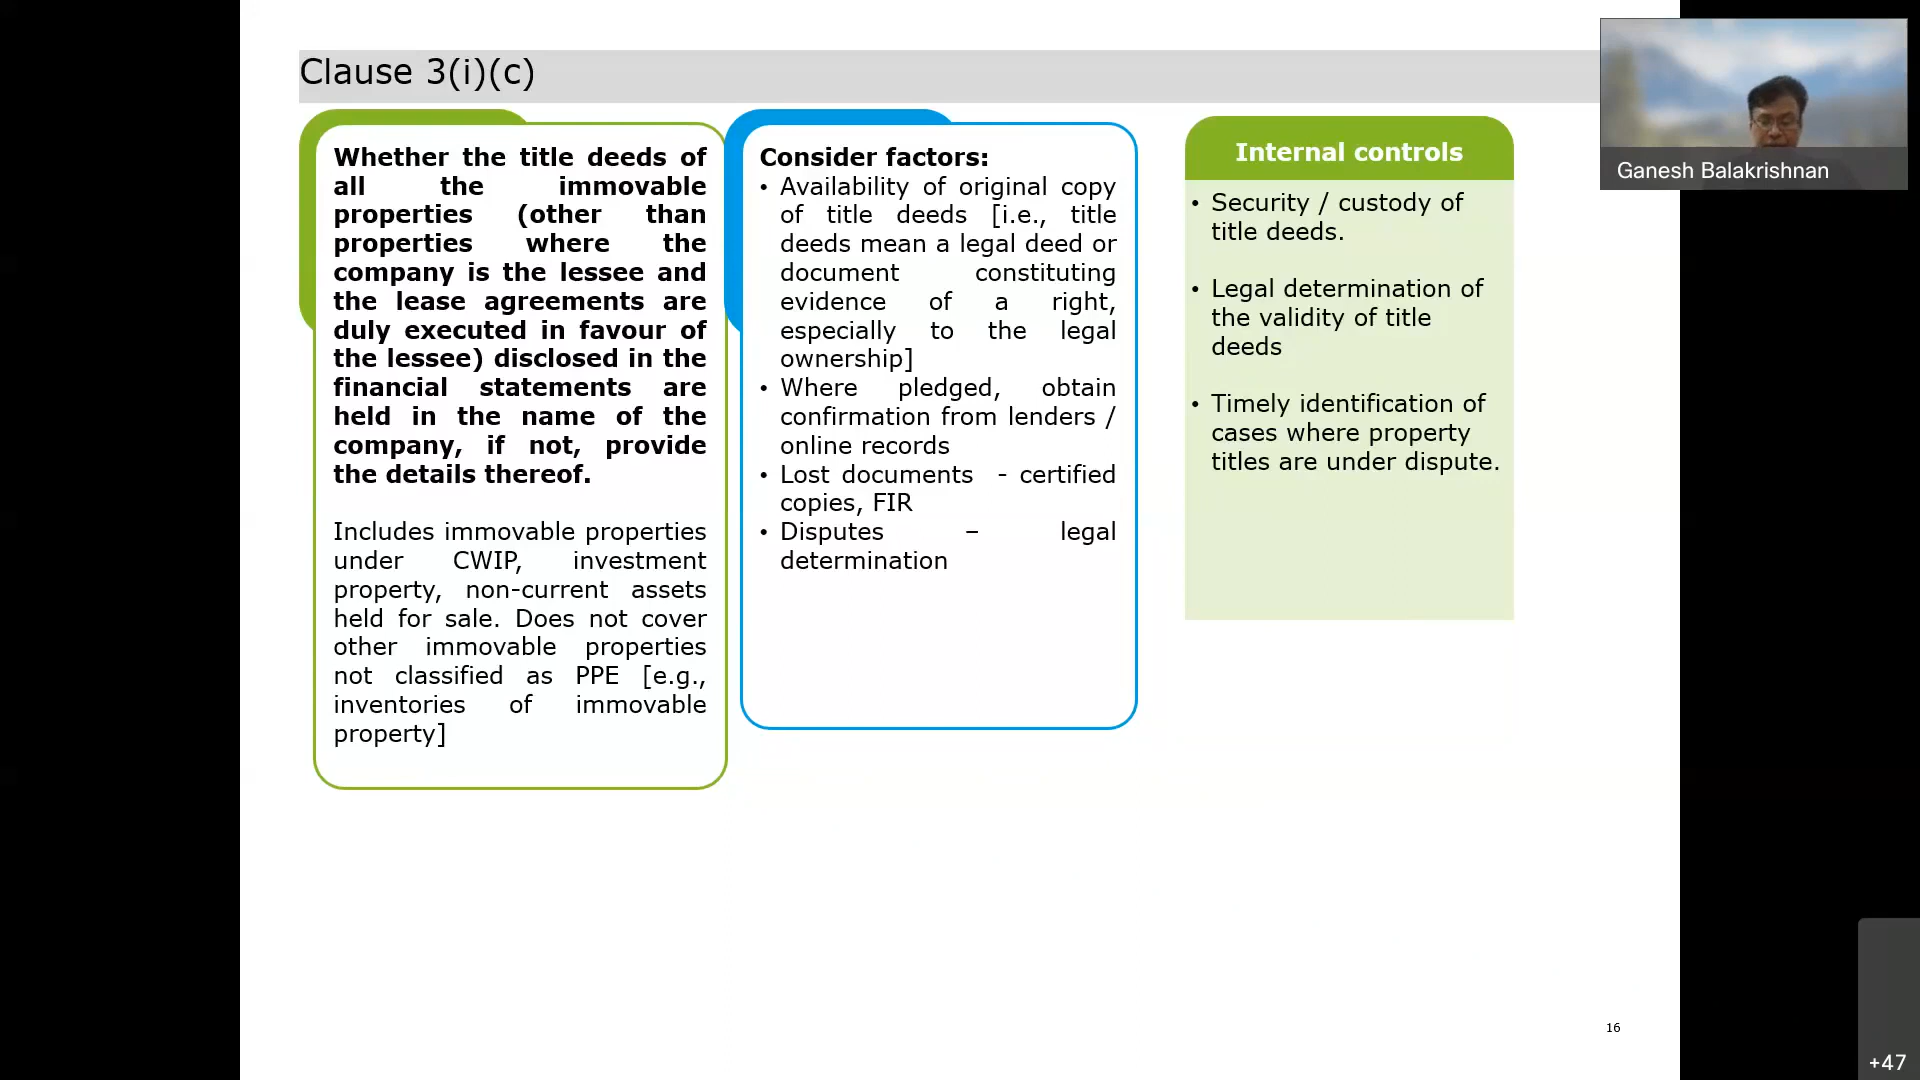 Clause 3(i)(c)
Whether the title deeds of
all the immovable
properties (other than
properties where the
company is the lessee and
the lease agreements are
duly executed in favour of
the lessee) disclosed in the
financial statements are
held in the name of the
company, if not, provide
the details thereof.
Includes immovable properties
under CWIP, investment
property, non-current assets
held for sale. Does not cover
other immovable properties
not classified as PPE [e.g.,
inventories of immovable
property]
Consider factors:
• Availability of original copy
of title deeds [i.e., title
deeds mean a legal deed or
document constituting
evidence of a right,
especially to the legal
ownership]
• Where pledged, obtain
confirmation from lenders /
online records
• Lost documents - certified
copies, FIR
• Disputes – legal
determination
Internal controls
• Security / custody of
title deeds.
• Legal determination of
the validity of title
deeds
• Timely identification of
cases where property
titles are under dispute.
Ganesh Balakrishnan
16
+47